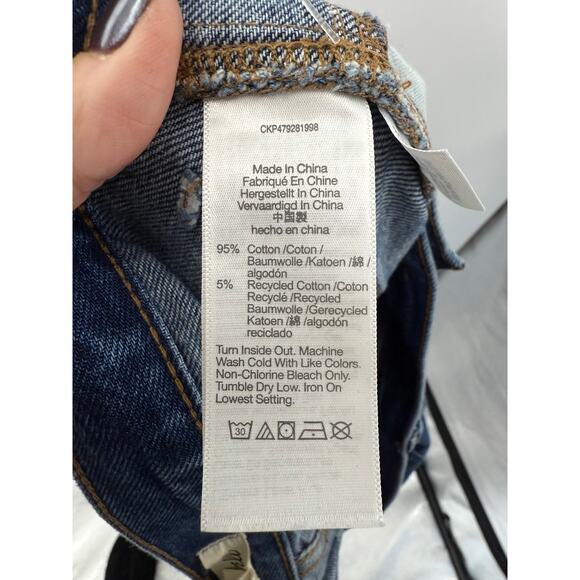 CKP479281998
Made In China
Fabriqué En Chine
Hergestellt In China
Vervaardigd In China
中国製
hecho en china
95% Cotton /Coton /
Baumwolle /Katoen /綿 /
algodón
5% Recycled Cotton /Coton
Recyclé /Recycled
Baumwolle /Gerecycled
Katoen /綿 /algodón
reciclado
Turn Inside Out. Machine
Wash Cold With Like Colors.
Non-Chlorine Bleach Only.
Tumble Dry Low. Iron On
Lowest Setting.
30